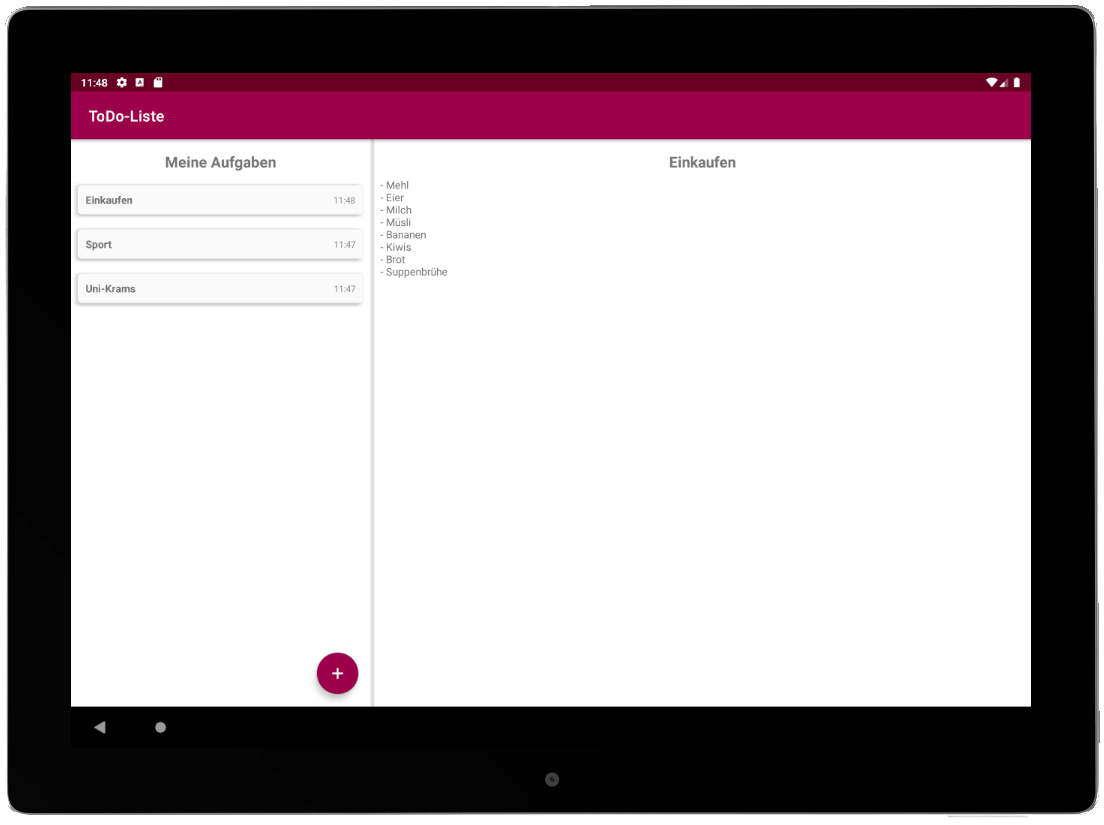 11:48
ToDo-Liste
Meine Aufgaben
Einkaufen 11:48
Sport 11:47
Uni-Krams 11:47
Einkaufen
- Mehl
- Eier
- Milch
- Müsli
- Bananen
- Kiwis
- Brot
- Suppenbrühe